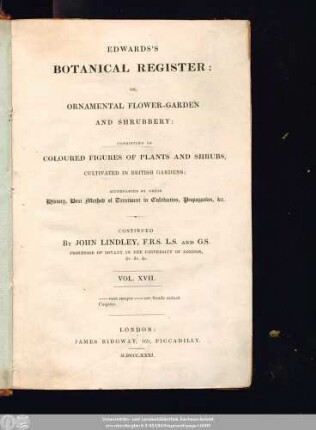 EDWARDS'S
BOTANICAL REGISTER:
OR,
ORNAMENTAL FLOWER-GARDEN
AND SHRUBBERY:
CONSISTING OF
COLOURED FIGURES OF PLANTS AND SHRUBS,
CULTIVATED IN BRITISH GARDENS;
ACCOMPANIED BY THEIR
History, Best Method of Treatment in Cultivation, Propagation, &c.
CONTINUED
BY JOHN LINDLEY, F.R.S. L.S. AND G.S.
PROFESSOR OF BOTANY IN THE UNIVERSITY OF LONDON,
&c. &c. &c.
VOL. XVII.
LONDON:
JAMES RIDGWAY, 169, PICCADILLY.
M.DCCC.XXXI.